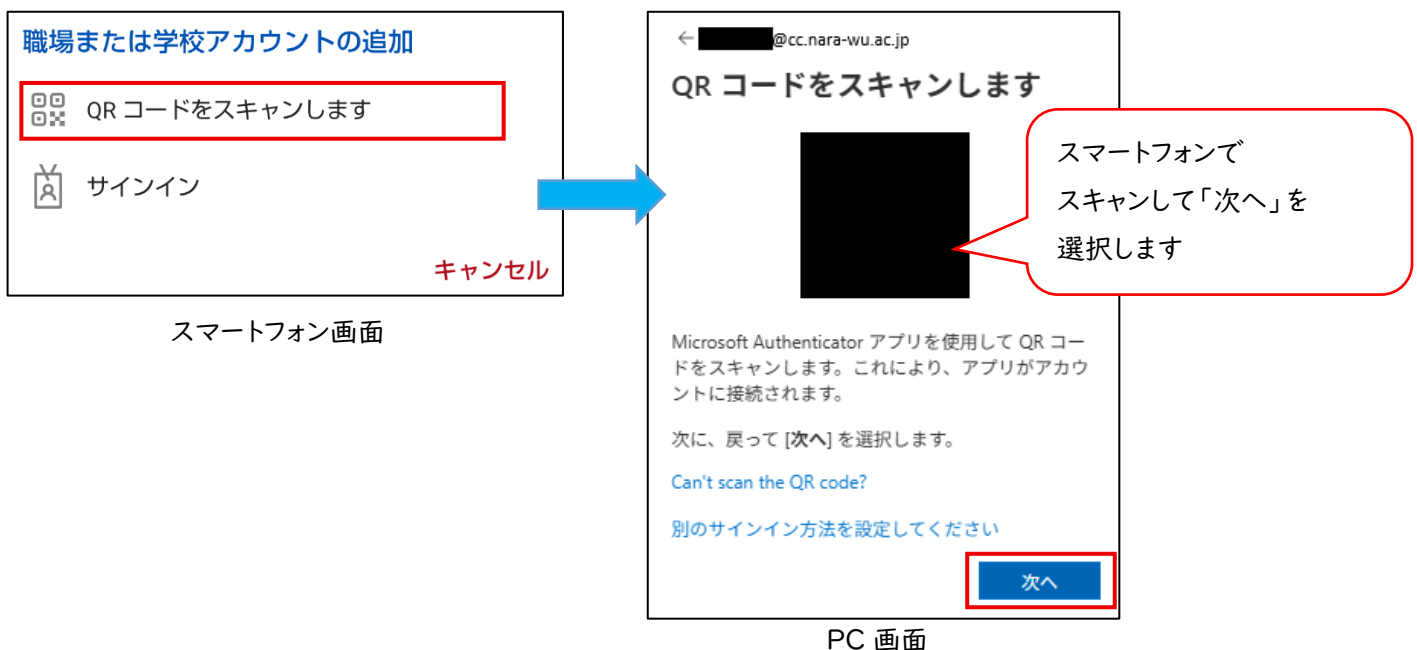 職場または学校アカウントの追加
QR コードをスキャンします
サインイン
キャンセル
スマートフォン画面
@cc.nara-wu.ac.jp
QR コードをスキャンします
スマートフォンで
スキャンして「次へ」を
選択します
Microsoft Authenticator アプリを使用して QR コー
ドをスキャンします。これにより、アプリがアカウ
ントに接続されます。
次に、戻って [次へ] を選択します。
Can't scan the QR code?
別のサインイン方法を設定してください
次へ
PC 画面